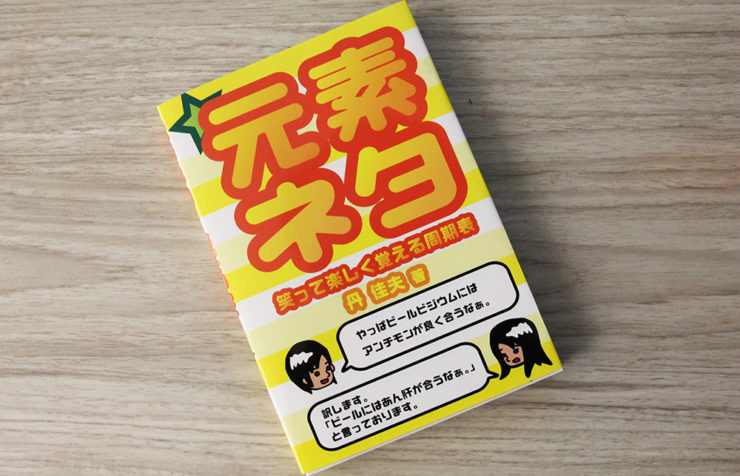 元素
ネタ
笑って楽しく覚える周期表
丹 佳夫 著
やっぱビールビジウムには
アンチモンが良く合うなぁ。
訳します。
「ビールにはあん肝が合うなぁ。」
と言っております。